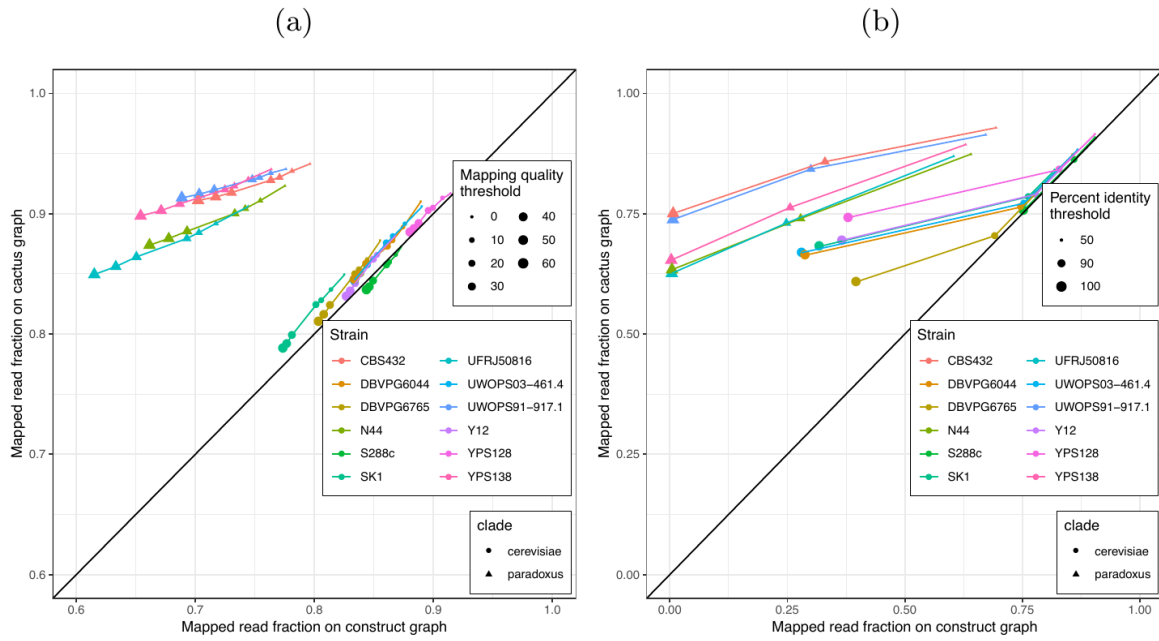 (a)
(b)
Mapped read fraction on cactus graph
1.0
0.9
0.8
0.7
0.6
0.6
0.7
0.8
0.9
1.0
Mapped read fraction on construct graph
Mapping quality
threshold
0
40
10
50
20
60
30
Strain
CBS432
UFRJ50816
DBVPG6044
UWOPS03−461.4
DBVPG6765
UWOPS91−917.1
N44
Y12
S288c
YPS128
SK1
YPS138
clade
cerevisiae
paradoxus
Mapped read fraction on cactus graph
1.00
0.75
0.50
0.25
0.00
0.00
0.25
0.50
0.75
1.00
Mapped read fraction on construct graph
Percent identity
threshold
50
90
100
Strain
CBS432
UFRJ50816
DBVPG6044
UWOPS03−461.4
DBVPG6765
UWOPS91−917.1
N44
Y12
S288c
YPS128
SK1
YPS138
clade
cerevisiae
paradoxus